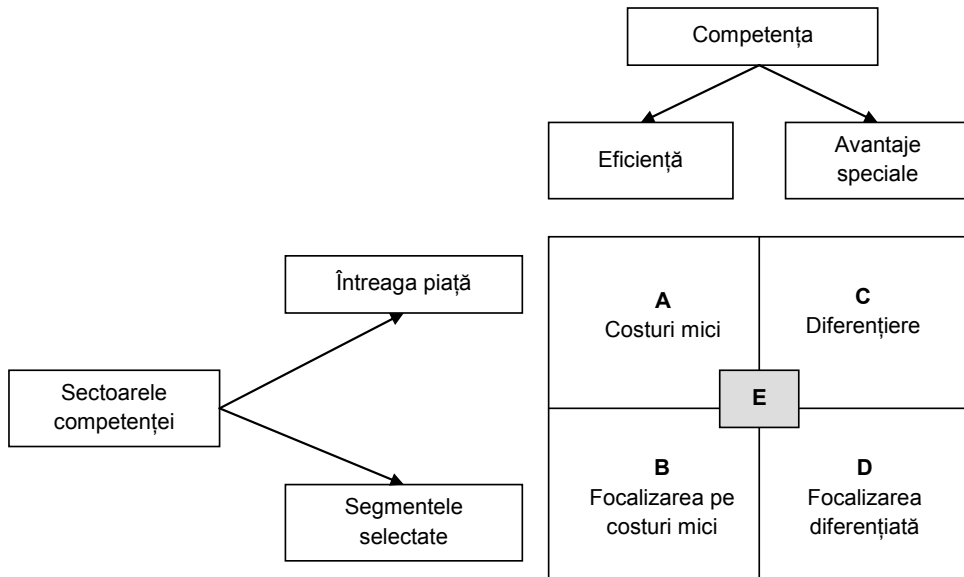 Competența
Eficiență
Avantaje
speciale
Întreaga piață
A
Costuri mici
C
Diferențiere
Sectoarele
competenței
E
B
Focalizarea pe
costuri mici
D
Focalizarea
diferențiată
Segmentele
selectate